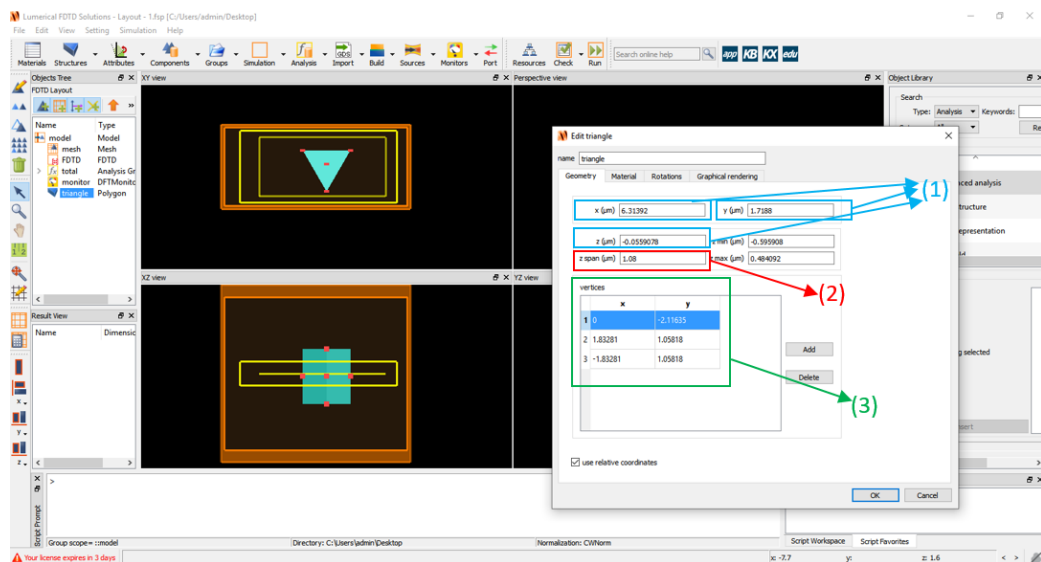 Lumerical FDTD Solutions - Layout - 1.fsp [C:/Users/admin/Desktop]
File Edit View Setting Simulation Help
Materials Structures Attributes Components Groups Simulation Analysis Import Build Sources Monitors Port Resources Check Run
GDS
Search online help
app KB KX edu
Objects Tree
XY view
Perspective view
Object Library
FDTD Layout
Search
Type: Analysis Keywords:
Name Type
model Model
mesh Mesh
FDTD FDTD
total Analysis Gr
monitor DFTMonitc
triangle Polygon
Edit triangle
name triangle
Geometry Material Rotations Graphical rendering
x (µm) 6.31392
y (µm) 1.7188
(1)
z (µm) -0.0559078
min (µm) -0.595908
z span (µm) 1.08
max (µm) 0.484092
(2)
vertices
x y
1 0 -2.11635
2 1.83281 1.05818
3 -1.83281 1.05818
Add
Delete
(3)
use relative coordinates
OK Cancel
ced analysis
tructure
epresentation
g selected
XZ view
YZ view
Result View
Name Dimensic
x
y
z
>
Script Prompt
Group scope= ::model
Directory: C:\Users\admin\Desktop
Normalization: CWNorm
Script Workspace Script Favorites
Your license expires in 3 days
x: -7.7 y: z: 1.6